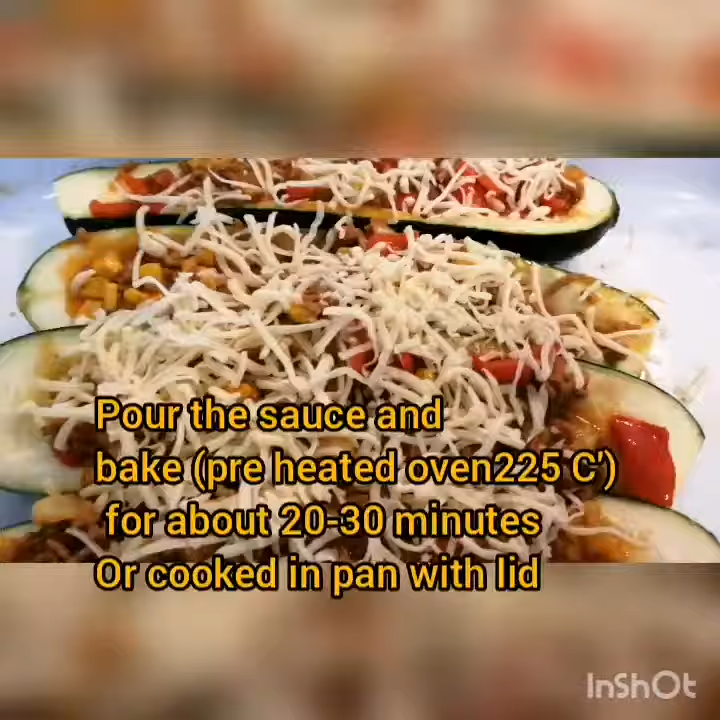 Pour the sauce and
bake (pre heated oven225 C')
for about 20-30 minutes
Or cooked in pan with lid
InShOt